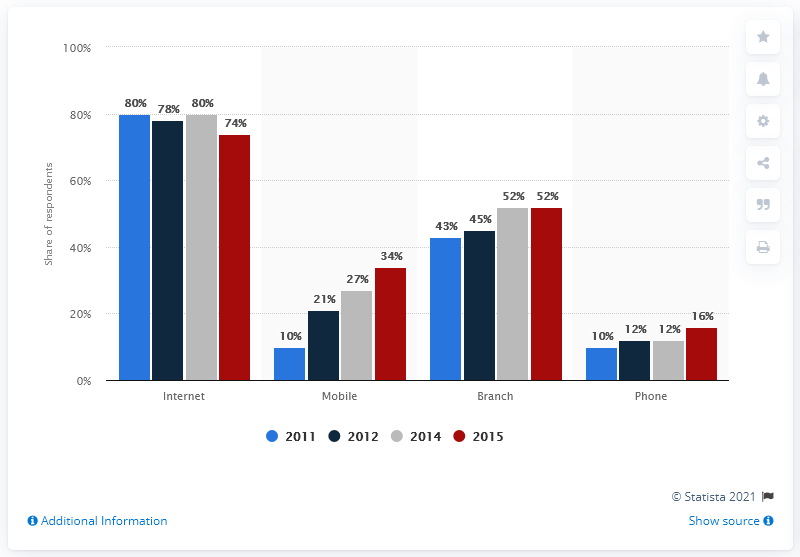 100%
80%
60%
40%
20%
0%
Share of respondents
80% 78% 80% 74%
10% 21% 27% 34%
43% 45% 52% 52%
10% 12% 12% 16%
Internet Mobile Branch Phone
2011 2012 2014 2015
© Statista 2021
Additional Information Show source